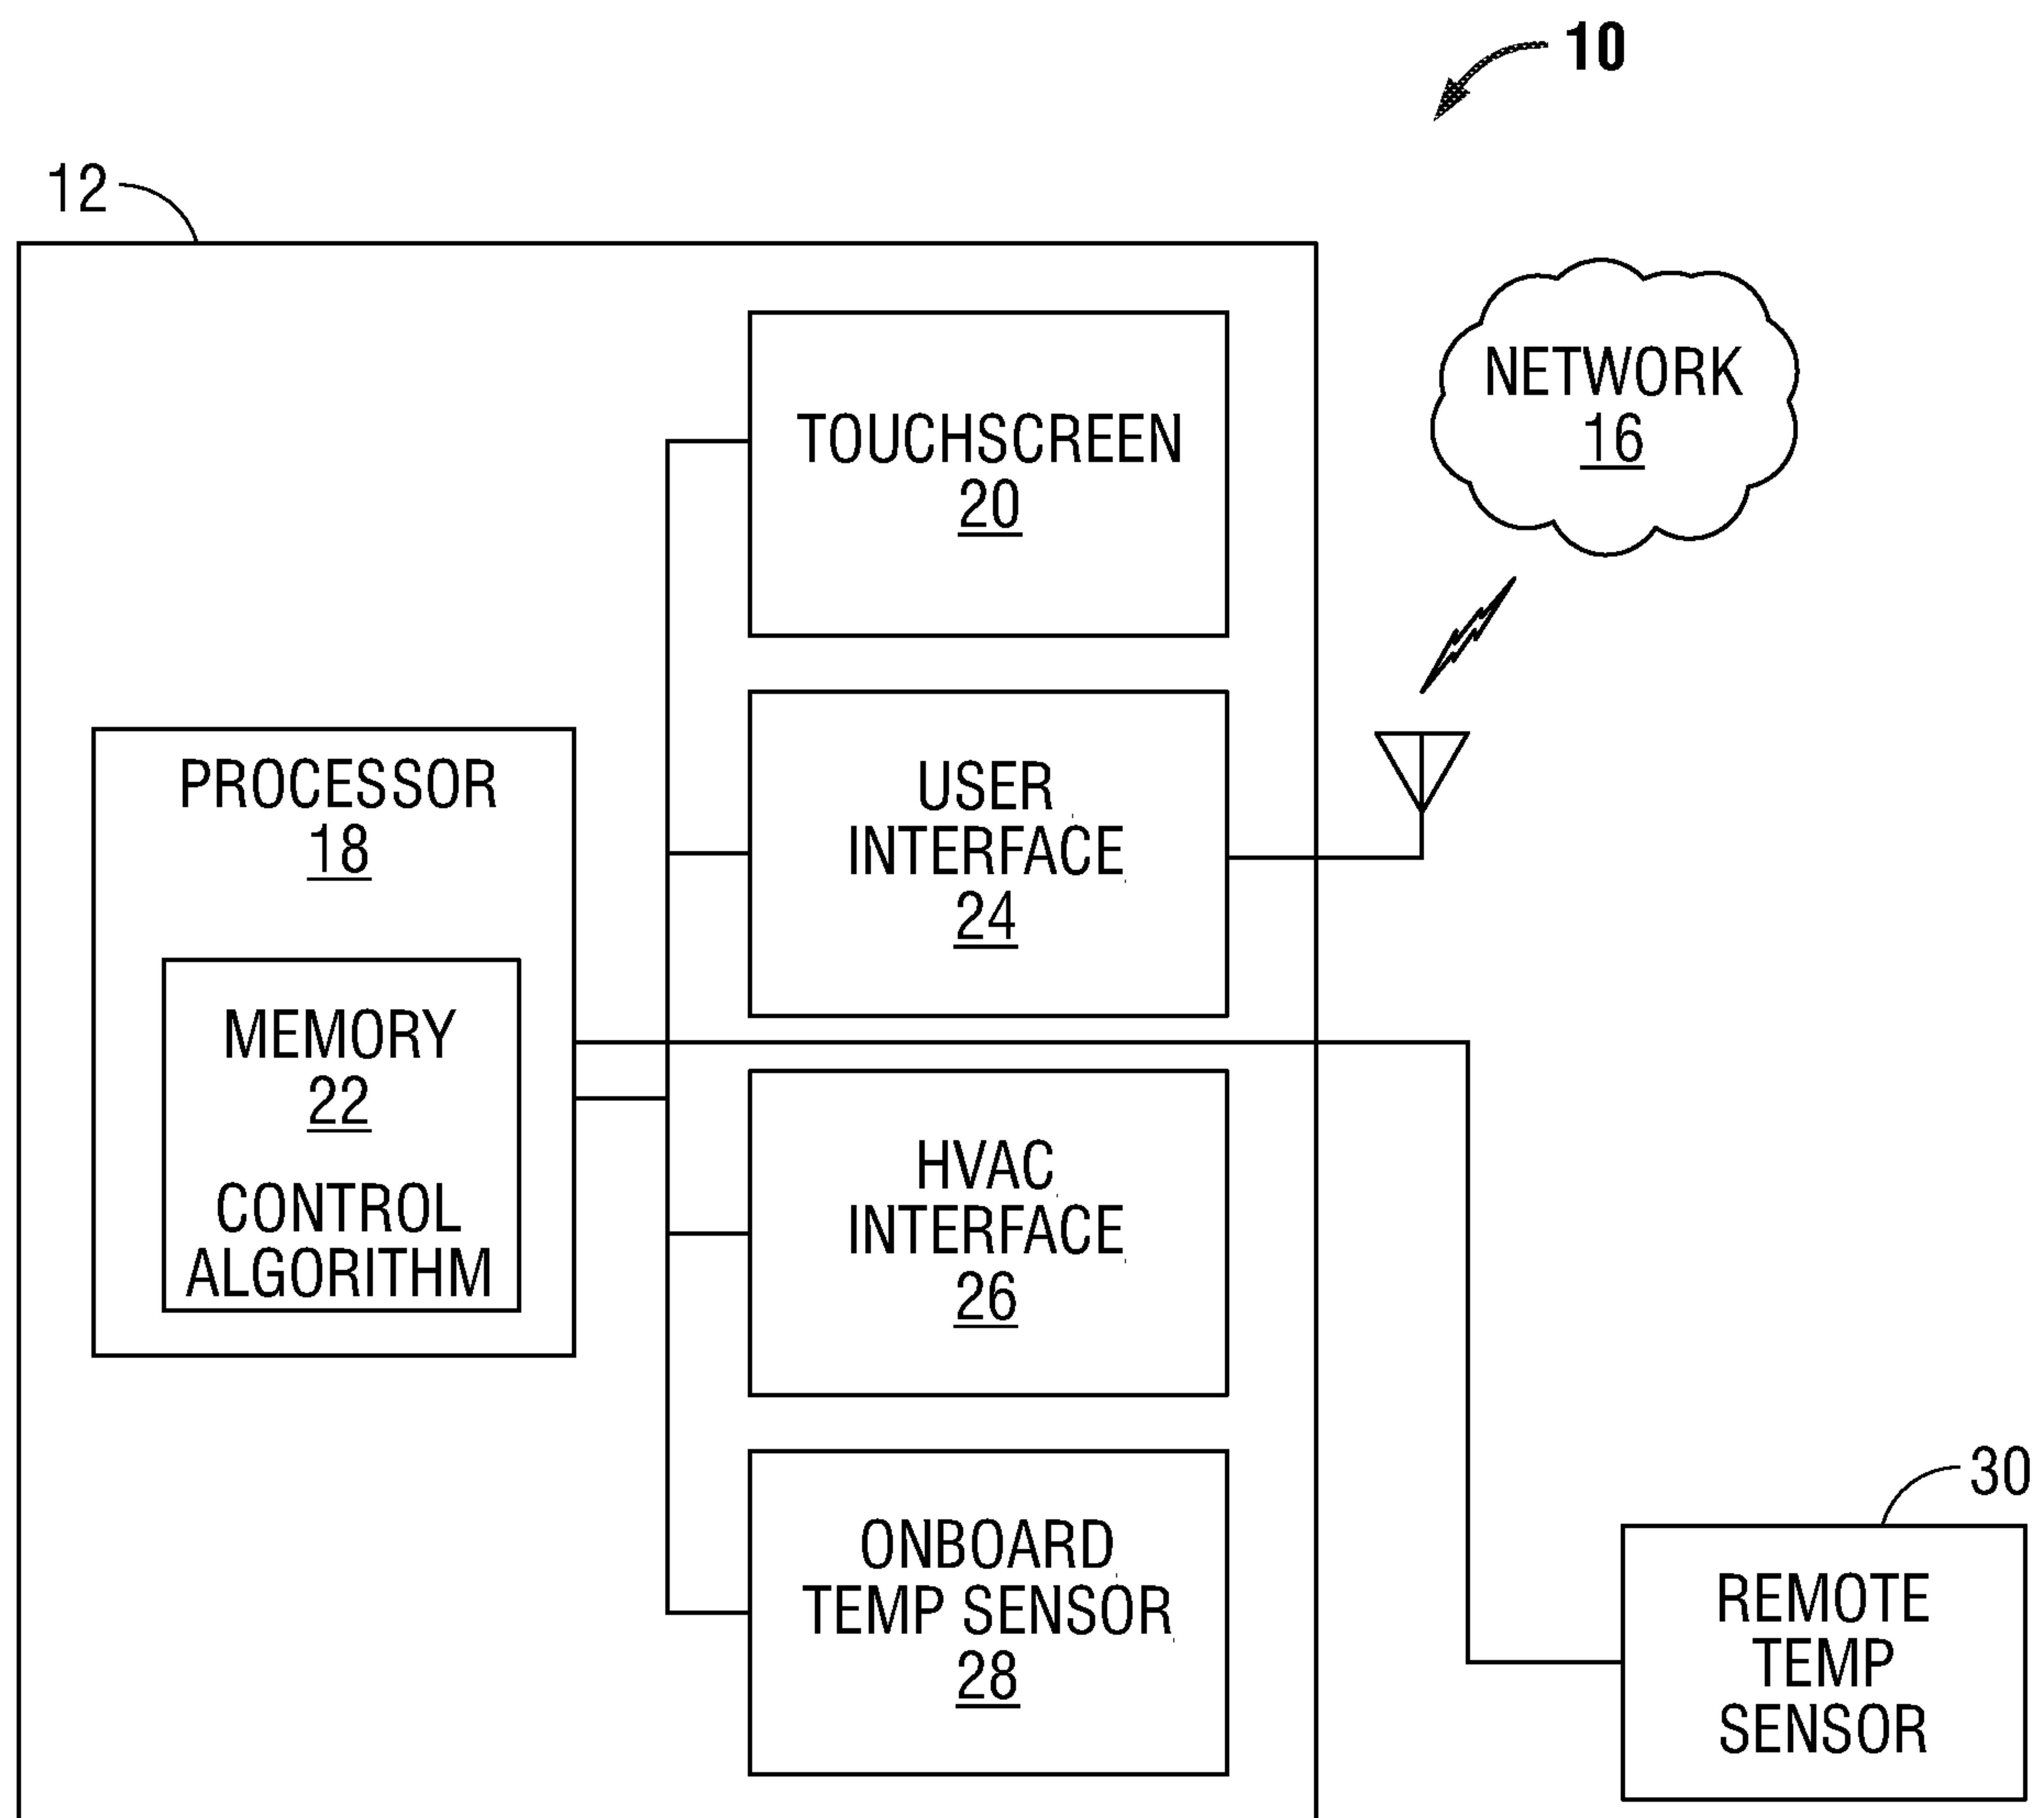 10
12
TOUCHSCREEN
20
NETWORK
16
PROCESSOR
18
MEMORY
22
CONTROL
ALGORITHM
USER
INTERFACE
24
HVAC
INTERFACE
26
ONBOARD
TEMP SENSOR
28
30
REMOTE
TEMP
SENSOR